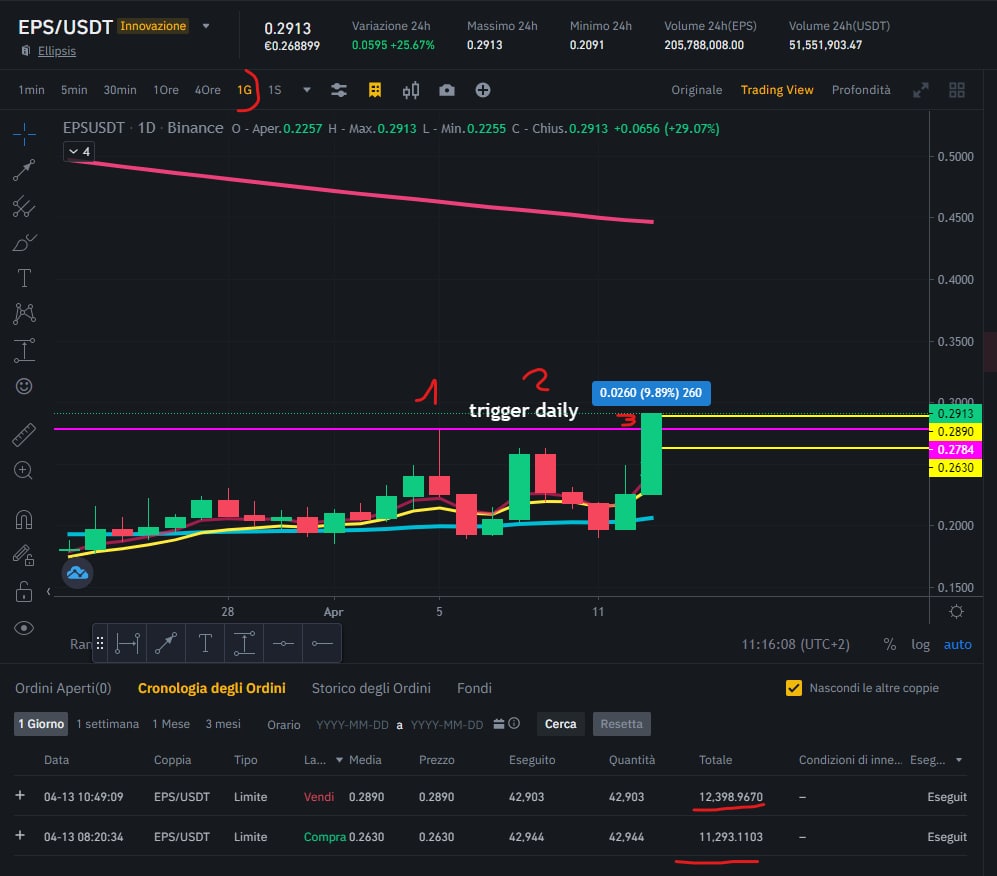 EPS/USDT Innovazione
Ellipsis
0.2913
€0.268899
Variazione 24h
0.0595 +25.67%
Massimo 24h
0.2913
Minimo 24h
0.2091
Volume 24h(EPS)
205,788,008.00
Volume 24h(USDT)
51,551,903.47
1min 5min 30min 1Ore 4Ore 1G 1S
Originale Trading View Profondità
EPSUSDT · 1D · Binance O - Aper.0.2257 H - Max.0.2913 L - Min.0.2255 C - Chius.0.2913 +0.0656 (+29.07%)
4
0.5000
0.4500
0.4000
0.3500
0.3000
1
2
0.0260 (9.89%) 260
trigger daily
3
0.2913
0.2890
0.2784
0.2630
0.2000
0.1500
28 Apr 5 11
Ran
11:16:08 (UTC+2) % log auto
Ordini Aperti(0) Cronologia degli Ordini Storico degli Ordini Fondi
Nascondi le altre coppie
1 Giorno 1 settimana 1 Mese 3 mesi Orario YYYY-MM-DD a YYYY-MM-DD Cerca Resetta
Data Coppia Tipo La... Media Prezzo Eseguito Quantità Totale Condizioni di inne... Eseg...
04-13 10:49:09 EPS/USDT Limite Vendi 0.2890 0.2890 42,903 42,903 12,398.9670 – Eseguit
04-13 08:20:34 EPS/USDT Limite Compra 0.2630 0.2630 42,944 42,944 11,293.1103 – Eseguit